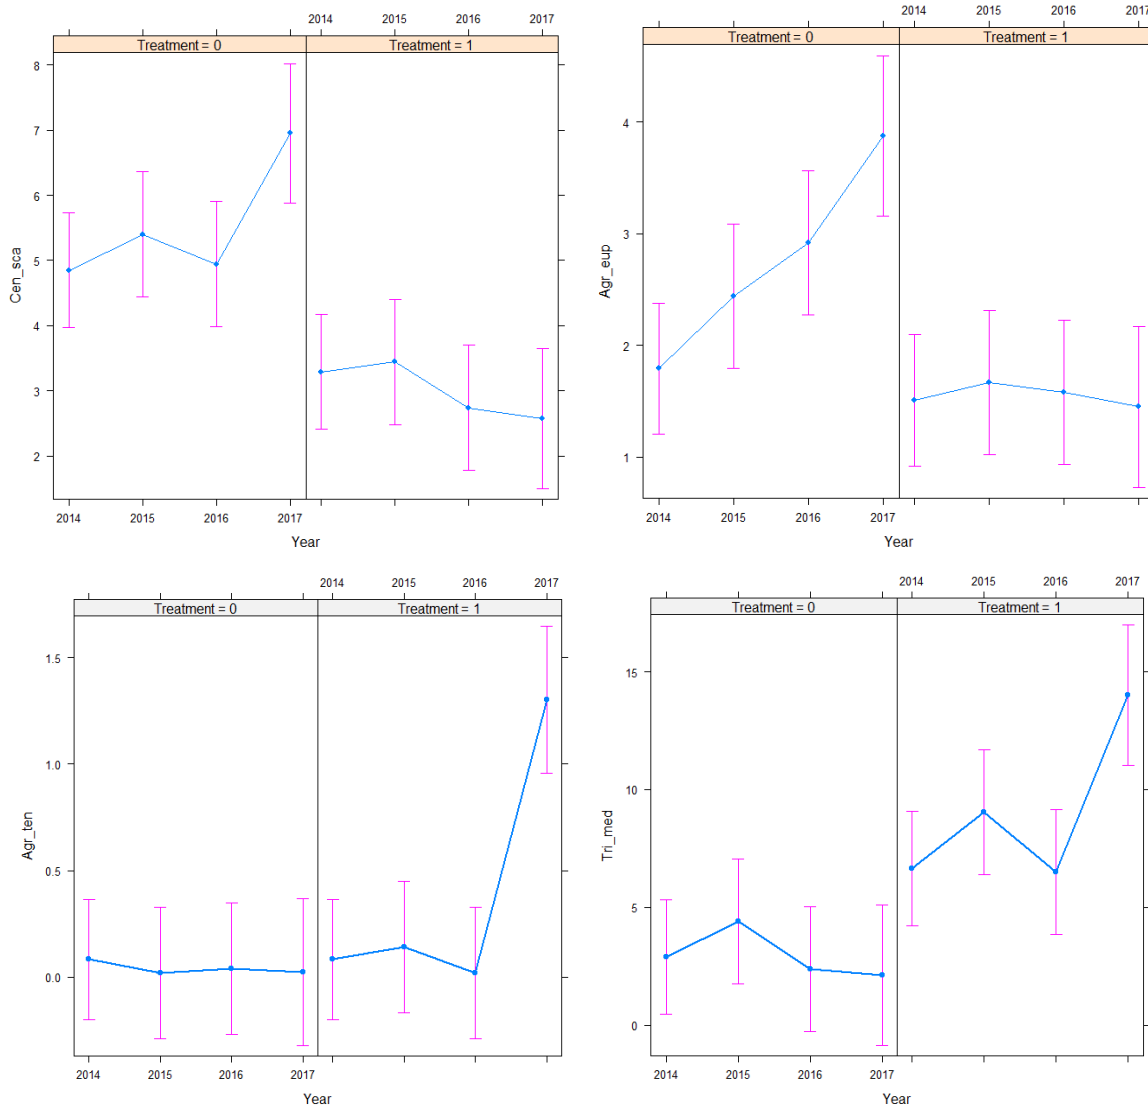 2014 2015 2016 2017
Treatment = 0 Treatment = 1
8
7
6
5
4
3
2
Cen_sca
2014 2015 2016 2017
Year
2014 2015 2016 2017
Treatment = 0 Treatment = 1
4
3
2
1
Agr_eup
2014 2015 2016 2017
Year
2014 2015 2016 2017
Treatment = 0 Treatment = 1
1.5
1.0
0.5
0.0
Agr_ten
2014 2015 2016 2017
Year
2014 2015 2016 2017
Treatment = 0 Treatment = 1
15
10
5
0
Tri_med
2014 2015 2016 2017
Year